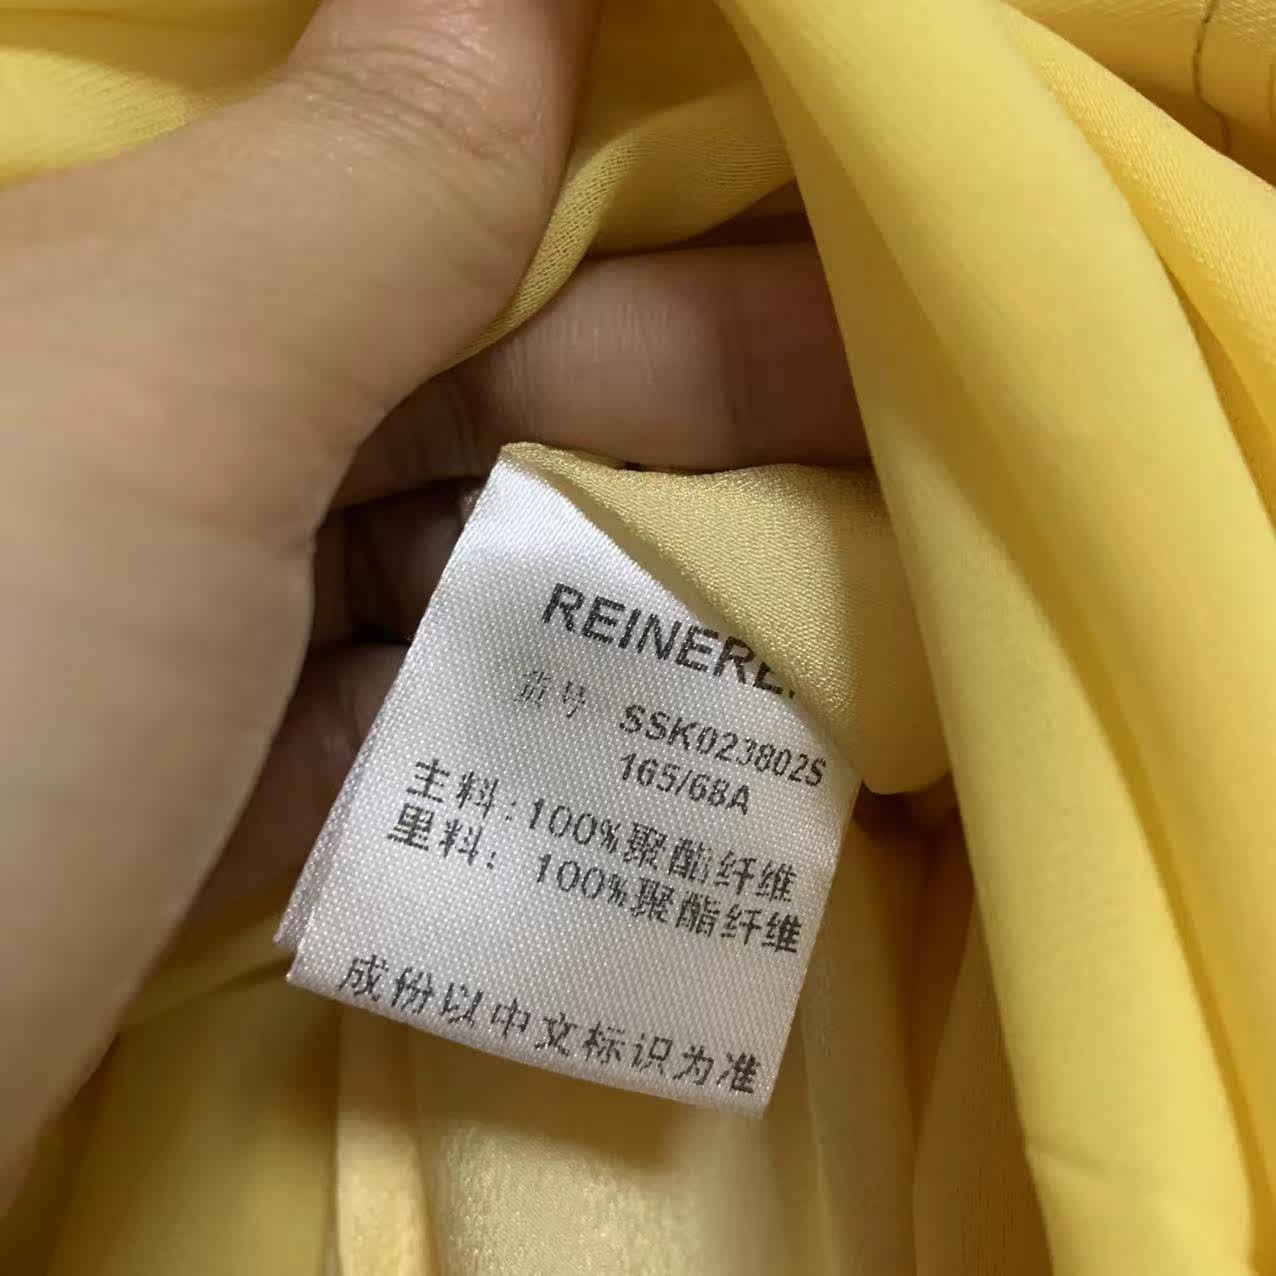 REINERE
货号 SSK023802S
165/68A
主料:100%聚酯纤维
里料:100%聚酯纤维
成份以中文标识为准